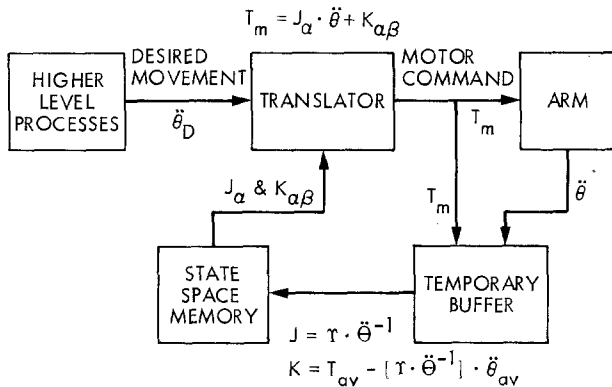 T_m = J_α · θ̈ + K_αβ
HIGHER
LEVEL
PROCESSES
DESIRED
MOVEMENT
θ̈_D
TRANSLATOR
MOTOR
COMMAND
T_m
ARM
J_α & K_αβ
T_m
θ̈
STATE
SPACE
MEMORY
TEMPORARY
BUFFER
J = ϒ · Θ̈⁻¹
K = T_av − [ϒ · Θ̈⁻¹] · θ̈_av